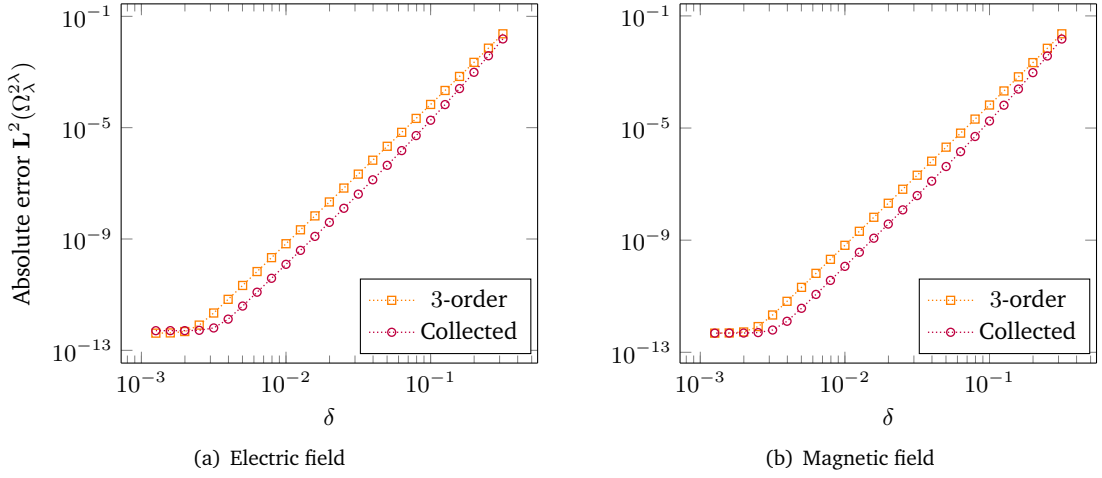 Absolute error L²(Ω_λ^{2λ})
10⁻¹
10⁻⁵
10⁻⁹
10⁻¹³
10⁻³
10⁻²
10⁻¹
δ
3-order
Collected
(a) Electric field
10⁻¹
10⁻⁵
10⁻⁹
10⁻¹³
10⁻³
10⁻²
10⁻¹
δ
3-order
Collected
(b) Magnetic field